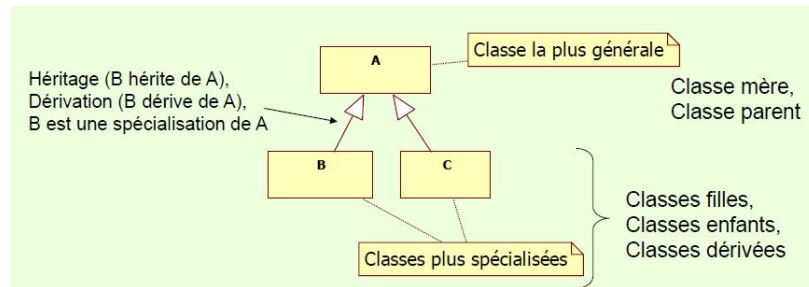 A
Classe la plus générale
Héritage (B hérite de A),
Dérivation (B dérive de A),
B est une spécialisation de A
Classe mère,
Classe parent
B
C
Classes filles,
Classes enfants,
Classes dérivées
Classes plus spécialisées